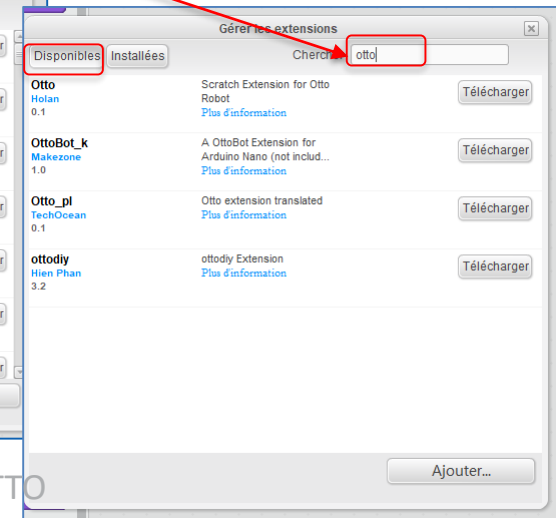 Gérer les extensions
Disponibles Installées otto
Otto
Holan
0.1
Scratch Extension for Otto
Robot
Plus d'information
Télécharger
OttoBot_k
Makezone
1.0
A OttoBot Extension for
Arduino Nano (not includ...
Plus d'information
Télécharger
Otto_pl
TechOcean
0.1
Otto extension translated
Plus d'information
Télécharger
ottodiy
Hien Phan
3.2
ottodiy Extension
Plus d'information
Télécharger
Ajouter...